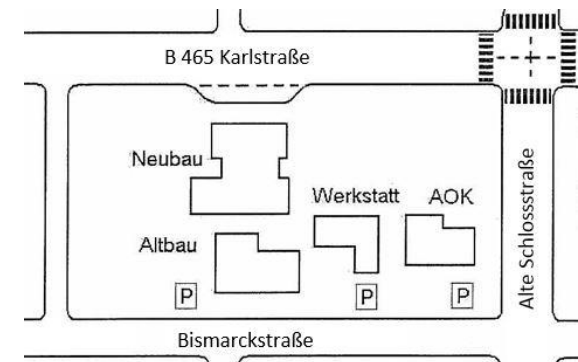 B 465 Karlstraße
Neubau
Werkstatt
AOK
Altbau
Alte Schlossstraße
P
P
P
Bismarckstraße